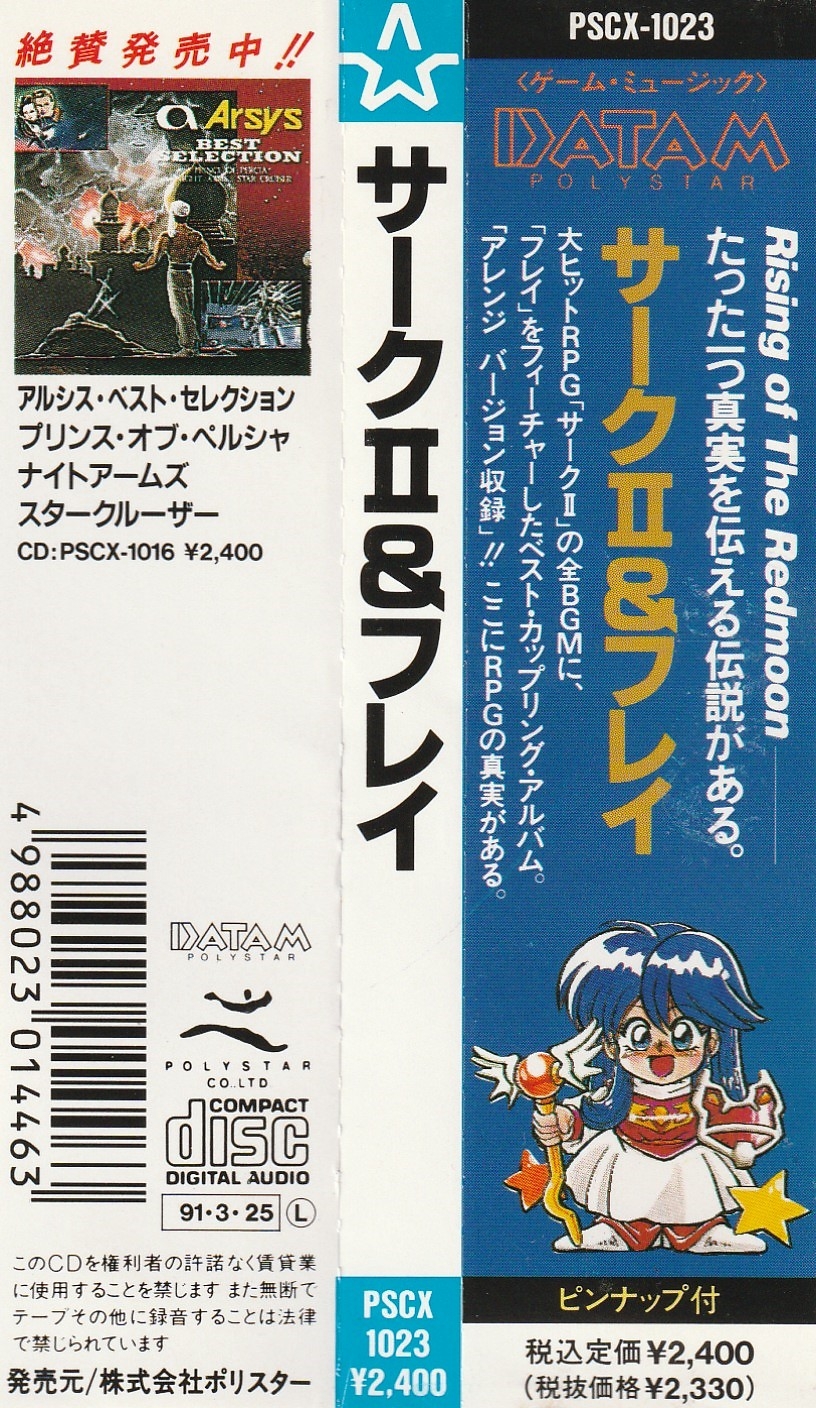 絶賛発売中!!
Arsys
BEST
SELECTION
アルシス・ベスト・セレクション
プリンス・オブ・ペルシャ
ナイトアームズ
スタークルーザー
CD:PSCX-1016 ¥2,400
4 988023 014463
DATAM
POLYSTAR
POLYSTAR
CO.,LTD
COMPACT
disc
DIGITAL AUDIO
91・3・25 Ⓛ
このCDを権利者の許諾なく賃貸業
に使用することを禁じます また無断で
テープその他に録音することは法律
で禁じられています
発売元/株式会社ポリスター
サークII&フレイ
PSCX
1023
¥2,400
PSCX-1023
〈ゲーム・ミュージック〉
DATAM
POLYSTAR
Rising of The Redmoon
たった一つ真実を伝える伝説がある。
サークII&フレイ
大ヒットRPG「サークII」の全BGMに、
「フレイ」をフィーチャーしたベスト・カップリング・アルバム。
「アレンジ バージョン収録」!! ここにRPGの真実がある。
ピンナップ付
税込定価¥2,400
(税抜価格¥2,330)